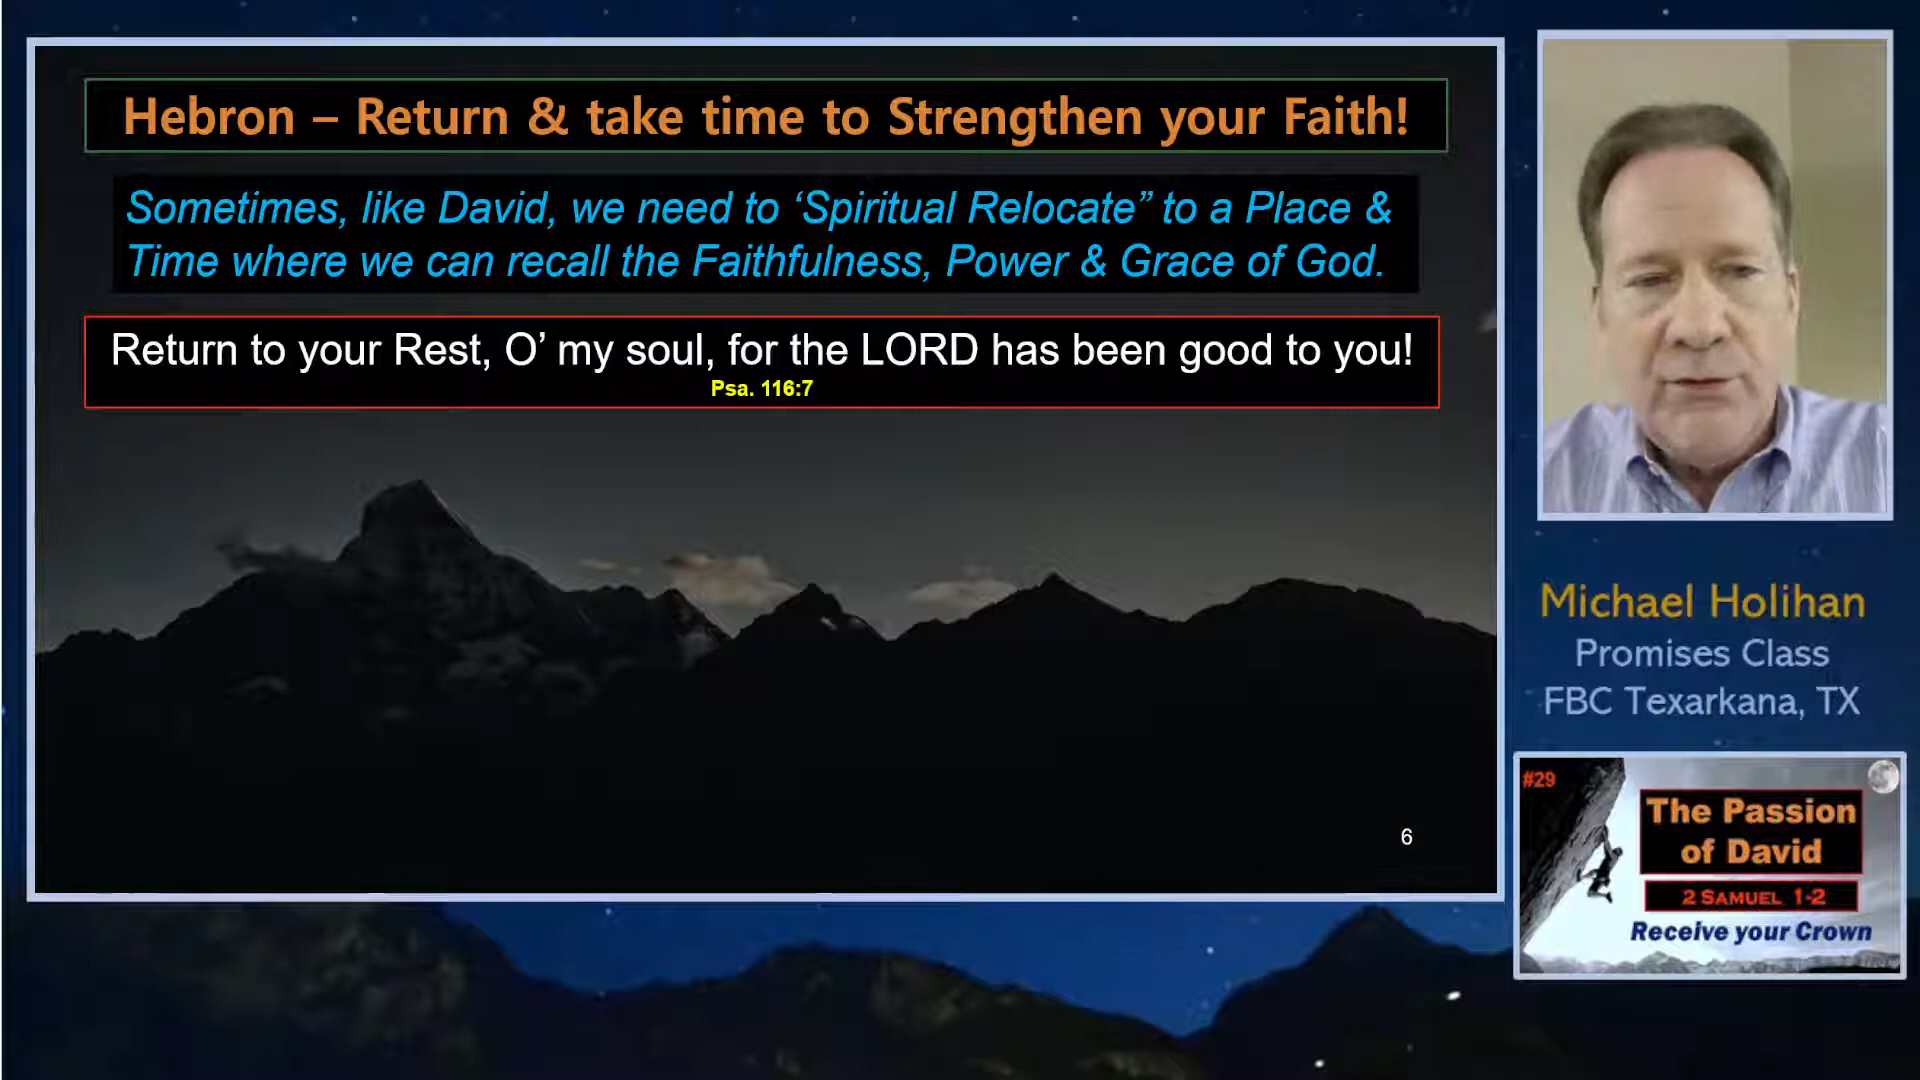 Hebron – Return & take time to Strengthen your Faith!
Sometimes, like David, we need to ‘Spiritual Relocate” to a Place &
Time where we can recall the Faithfulness, Power & Grace of God.
Return to your Rest, O’ my soul, for the LORD has been good to you!
Psa. 116:7
6
Michael Holihan
Promises Class
FBC Texarkana, TX
#29
The Passion
of David
2 SAMUEL 1-2
Receive your Crown